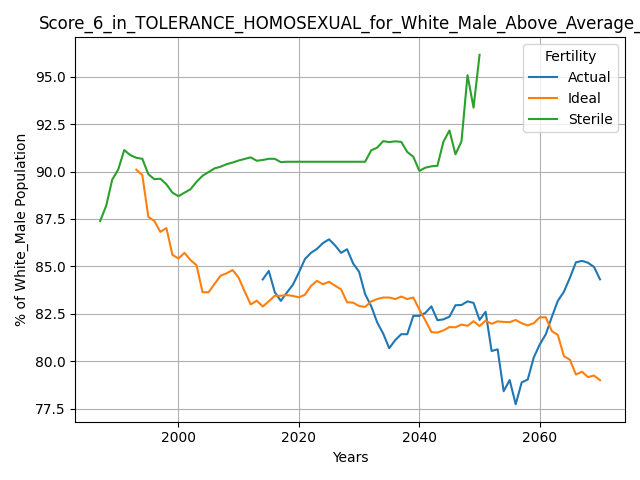 Score_6_in_TOLERANCE_HOMOSEXUAL_for_White_Male_Above_Average_
Fertility
Actual
Ideal
Sterile
% of White_Male Population
95.0
92.5
90.0
87.5
85.0
82.5
80.0
77.5
2000
2020
2040
2060
Years